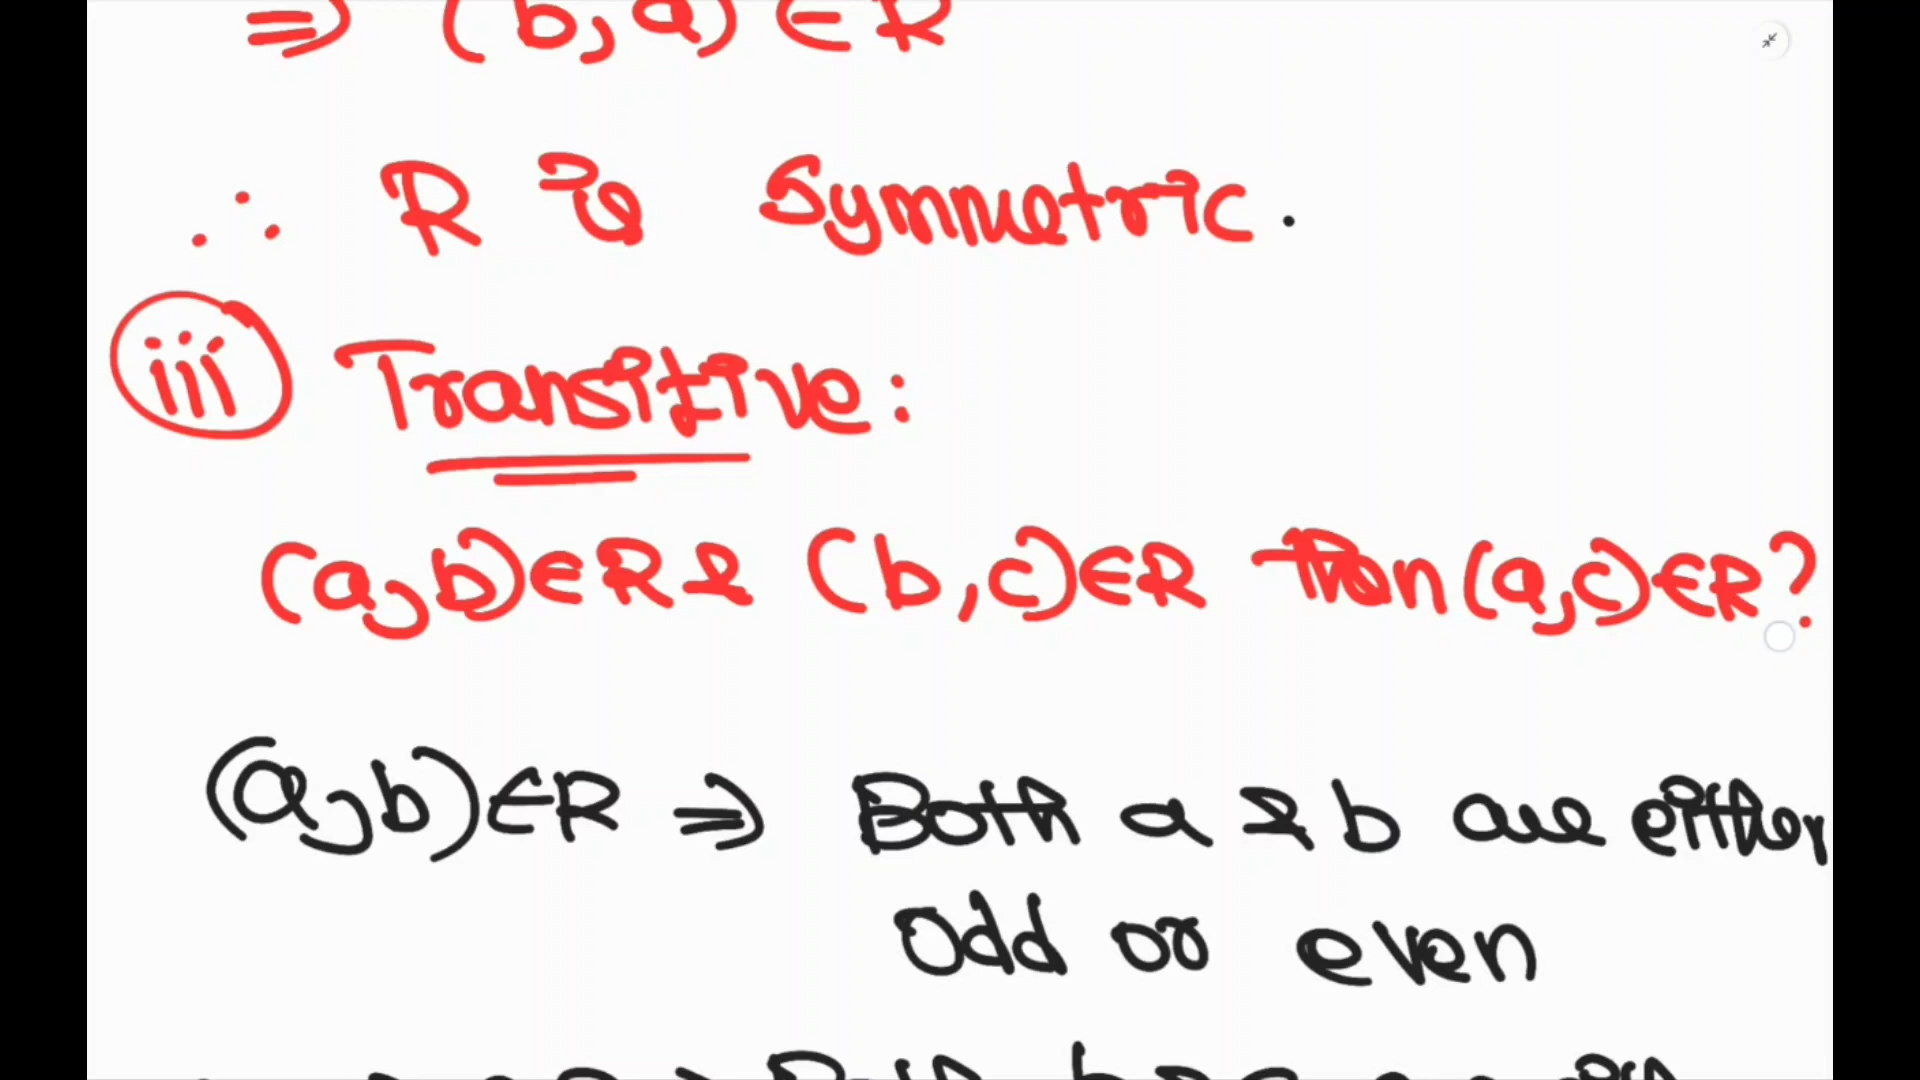 ⇒ (b,a) ∈ R
∴ R is Symmetric.
iii Transitive:
(a,b)∈R & (b,c)∈R Then (a,c)∈R?
(a,b)∈R ⇒ Both a & b are either
Odd or even